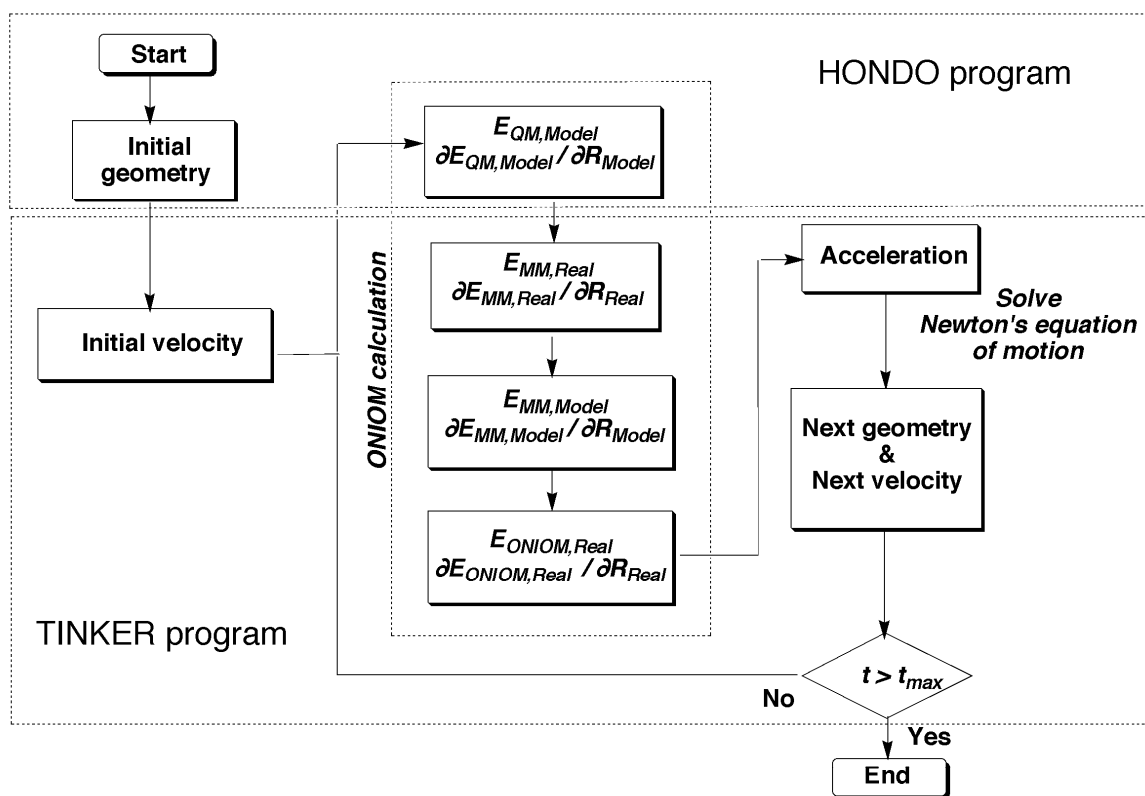 Start
HONDO program
Initial
geometry
E_QM,Model
∂E_QM,Model / ∂R_Model
Initial velocity
ONIOM calculation
E_MM,Real
∂E_MM,Real / ∂R_Real
E_MM,Model
∂E_MM,Model / ∂R_Model
E_ONIOM,Real
∂E_ONIOM,Real / ∂R_Real
Acceleration
Solve
Newton's equation
of motion
Next geometry
&
Next velocity
TINKER program
t > t_max
No
Yes
End